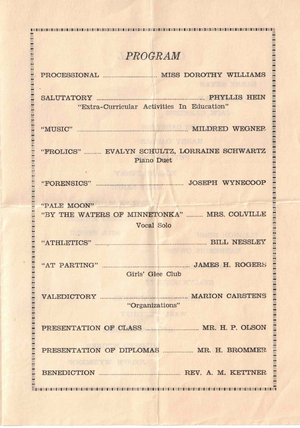 PROGRAM
PROCESSIONAL ........ MISS DOROTHY WILLIAMS
SALUTATORY ........ PHYLLIS HEIN
"Extra-Curricular Activities In Education"
"MUSIC" ........ MILDRED WEGNER
"FROLICS" ........ EVALYN SCHULTZ, LORRAINE SCHWARTZ
Piano Duet
"FORENSICS" ........ JOSEPH WYNECOOP
"PALE MOON"
"BY THE WATERS OF MINNETONKA" ........ MRS. COLVILLE
Vocal Solo
"ATHLETICS" ........ BILL NESSLEY
"AT PARTING" ........ JAMES H. ROGERS
Girls' Glee Club
VALEDICTORY ........ MARION CARSTENS
"Organizations"
PRESENTATION OF CLASS ........ MR. H. P. OLSON
PRESENTATION OF DIPLOMAS ........ MR. H. BROMMER
BENEDICTION ........ REV. A. M. KETTNER